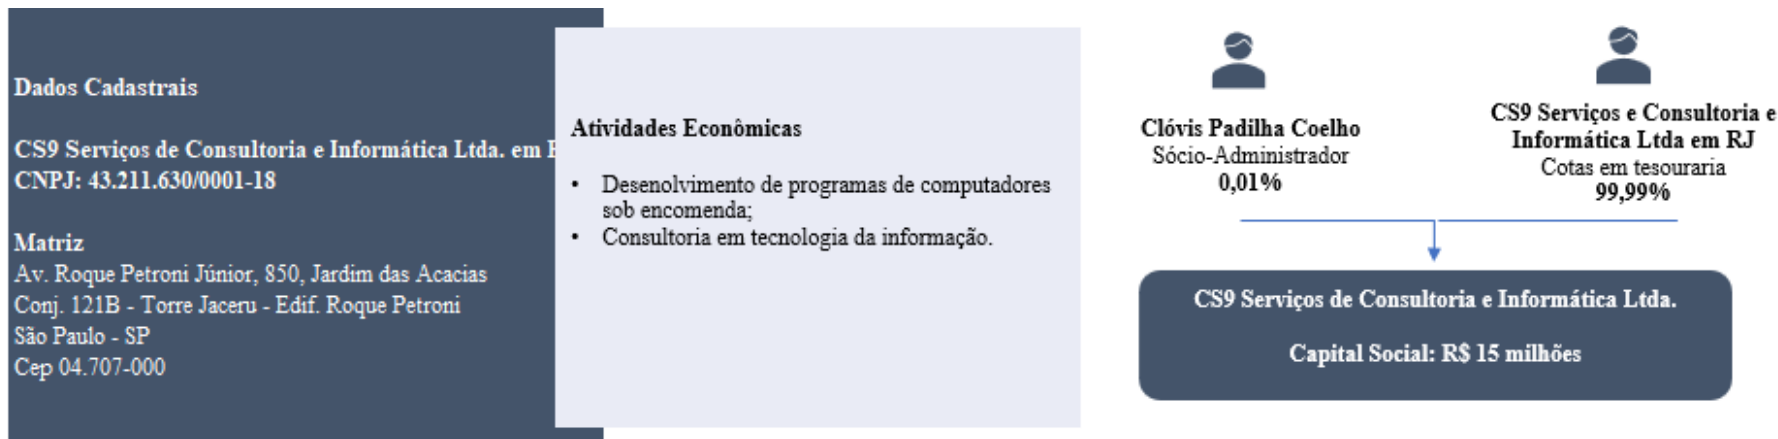 Dados Cadastrais
CS9 Serviços de Consultoria e Informática Ltda. em
CNPJ: 43.211.630/0001-18
Matriz
Av. Roque Petroni Júnior, 850, Jardim das Acacias
Conj. 121B - Torre Jaceru - Edif. Roque Petroni
São Paulo - SP
Cep 04.707-000
Atividades Econômicas
• Desenolvimento de programas de computadores
sob encomenda;
• Consultoria em tecnologia da informação.
Clóvis Padilha Coelho
Sócio-Administrador
0,01%
CS9 Serviços e Consultoria e
Informática Ltda em RJ
Cotas em tesouraria
99,99%
CS9 Serviços de Consultoria e Informática Ltda.
Capital Social: R$ 15 milhões